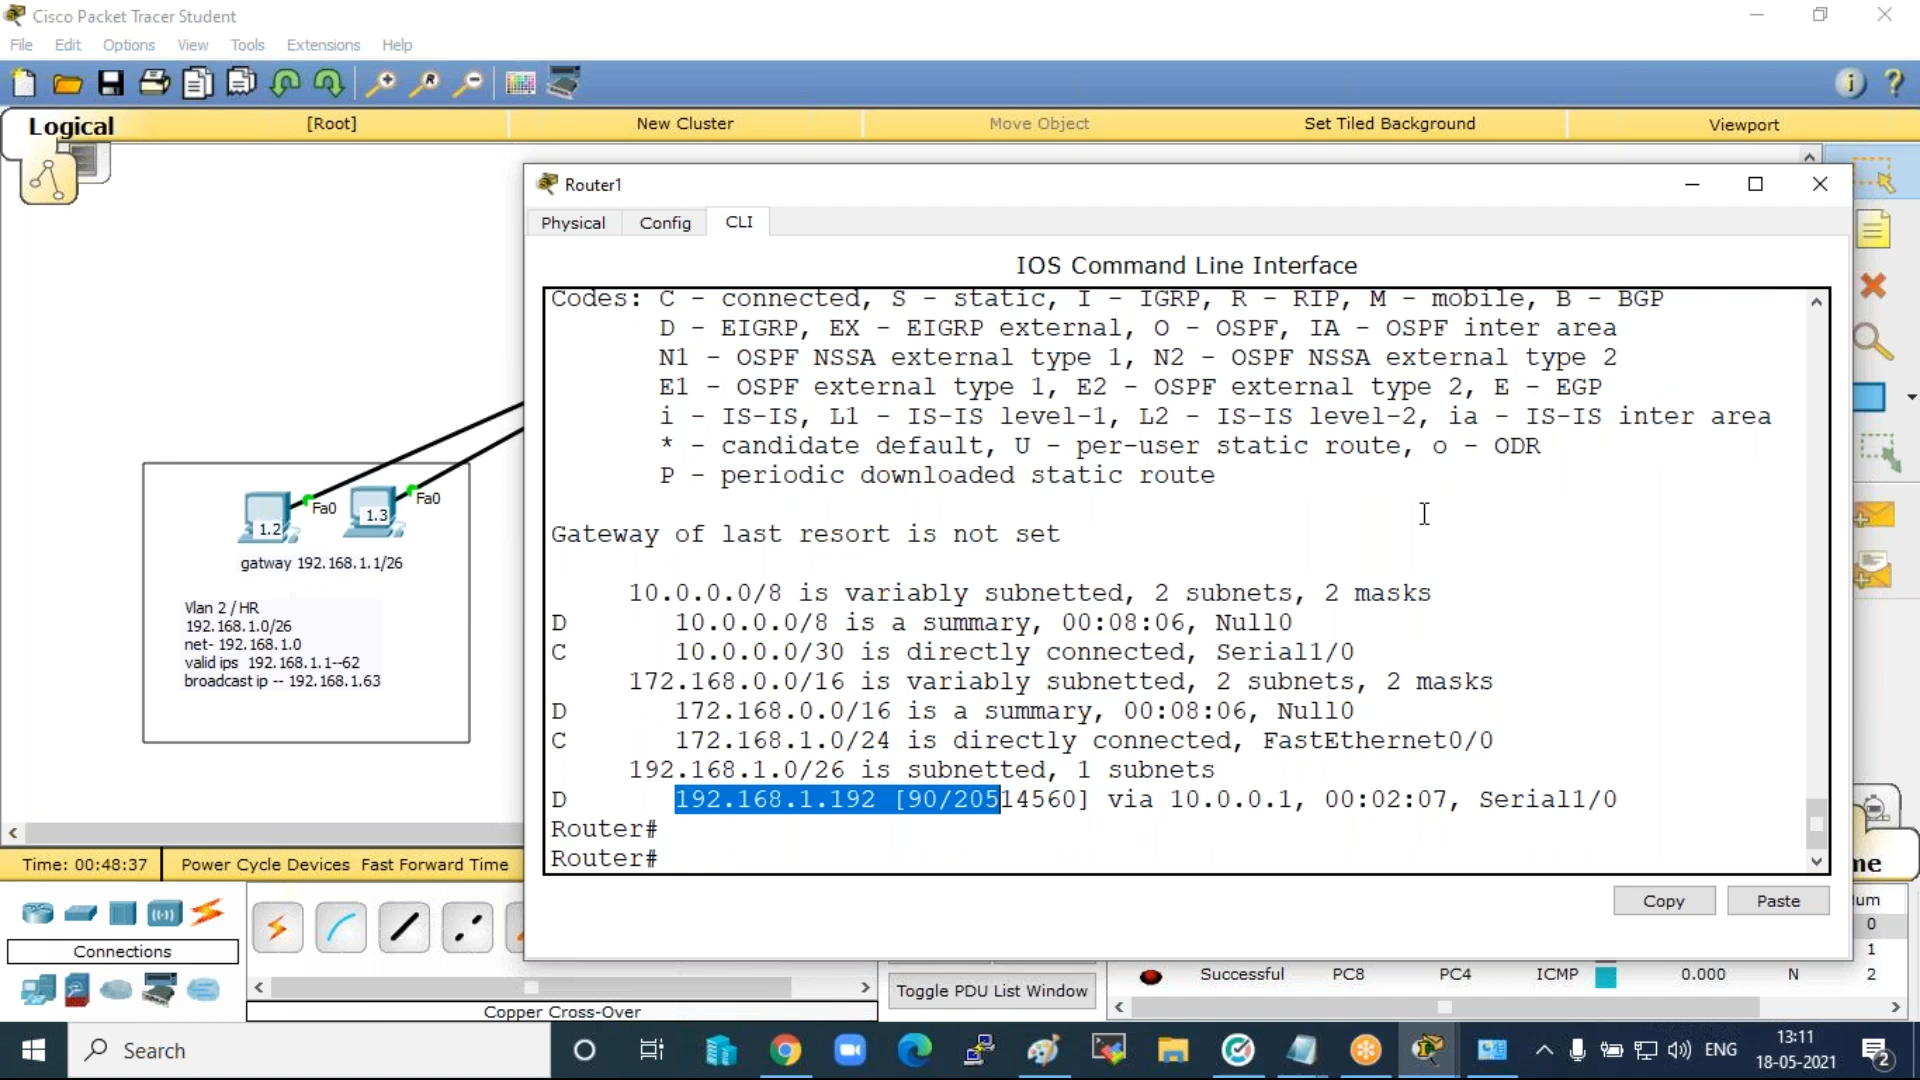 Cisco Packet Tracer Student
File Edit Options View Tools Extensions Help
Logical [Root] New Cluster Move Object Set Tiled Background Viewport
Router1
Physical Config CLI
IOS Command Line Interface
Codes: C - connected, S - static, I - IGRP, R - RIP, M - mobile, B - BGP
D - EIGRP, EX - EIGRP external, O - OSPF, IA - OSPF inter area
N1 - OSPF NSSA external type 1, N2 - OSPF NSSA external type 2
E1 - OSPF external type 1, E2 - OSPF external type 2, E - EGP
i - IS-IS, L1 - IS-IS level-1, L2 - IS-IS level-2, ia - IS-IS inter area
* - candidate default, U - per-user static route, o - ODR
P - periodic downloaded static route
Gateway of last resort is not set
10.0.0.0/8 is variably subnetted, 2 subnets, 2 masks
D 10.0.0.0/8 is a summary, 00:08:06, Null0
C 10.0.0.0/30 is directly connected, Serial1/0
172.168.0.0/16 is variably subnetted, 2 subnets, 2 masks
D 172.168.0.0/16 is a summary, 00:08:06, Null0
C 172.168.1.0/24 is directly connected, FastEthernet0/0
192.168.1.0/26 is subnetted, 1 subnets
D 192.168.1.192 [90/20514560] via 10.0.0.1, 00:02:07, Serial1/0
Router#
Router#
Copy Paste
1.2 Fa0 1.3 Fa0
gatway 192.168.1.1/26
Vlan 2 / HR
192.168.1.0/26
net- 192.168.1.0
valid ips 192.168.1.1--62
broadcast ip -- 192.168.1.63
Time: 00:48:37 Power Cycle Devices Fast Forward Time
Connections
Copper Cross-Over
Toggle PDU List Window
Successful PC8 PC4 ICMP 0.000 N 2
0
1
Search
ENG
13:11
18-05-2021
2